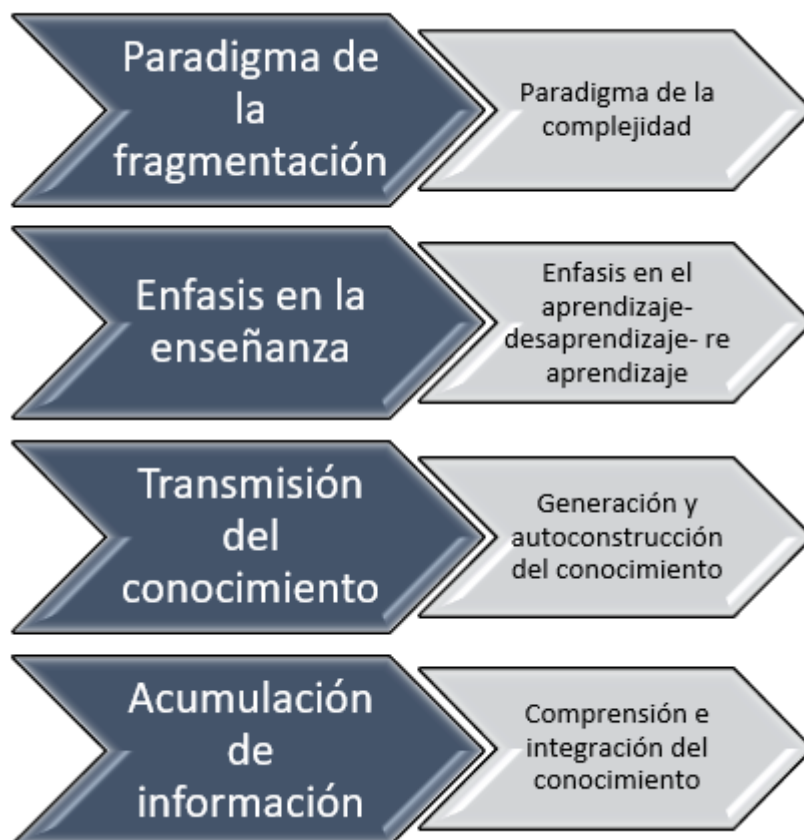 Paradigma de
la
fragmentación
Paradigma de la
complejidad
Enfasis en la
enseñanza
Enfasis en el
aprendizaje-
desaprendizaje- re
aprendizaje
Transmisión
del
conocimiento
Generación y
autoconstrucción
del conocimiento
Acumulación
de
información
Comprensión e
integración del
conocimiento